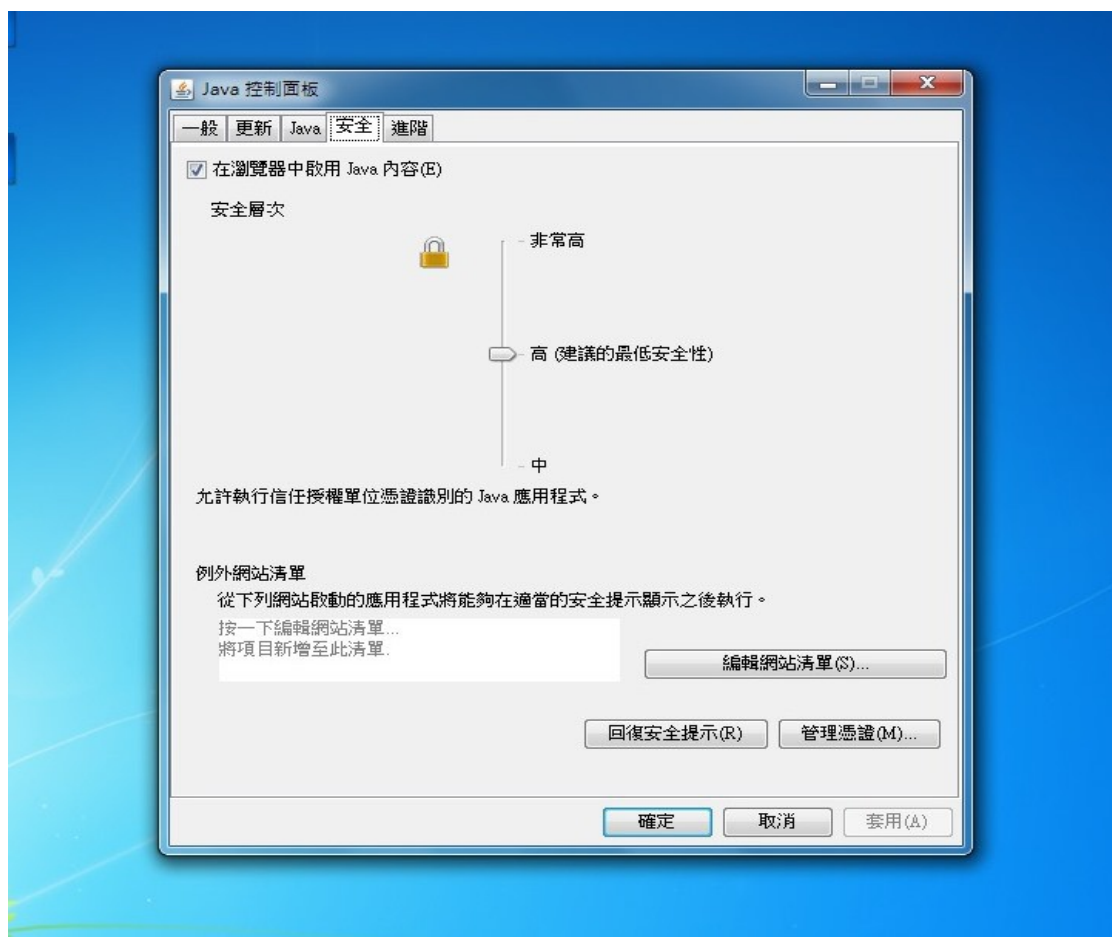 Java 控制面板
一般 更新 Java 安全 進階
在瀏覽器中啟用 Java 內容(E)
安全層次
非常高
高 (建議的最低安全性)
中
允許執行信任授權單位憑證識別的 Java 應用程式。
例外網站清單
從下列網站啟動的應用程式將能夠在適當的安全提示顯示之後執行。
按一下編輯網站清單...
將項目新增至此清單.
編輯網站清單(S)...
回復安全提示(R) 管理憑證(M)...
確定 取消 套用(A)